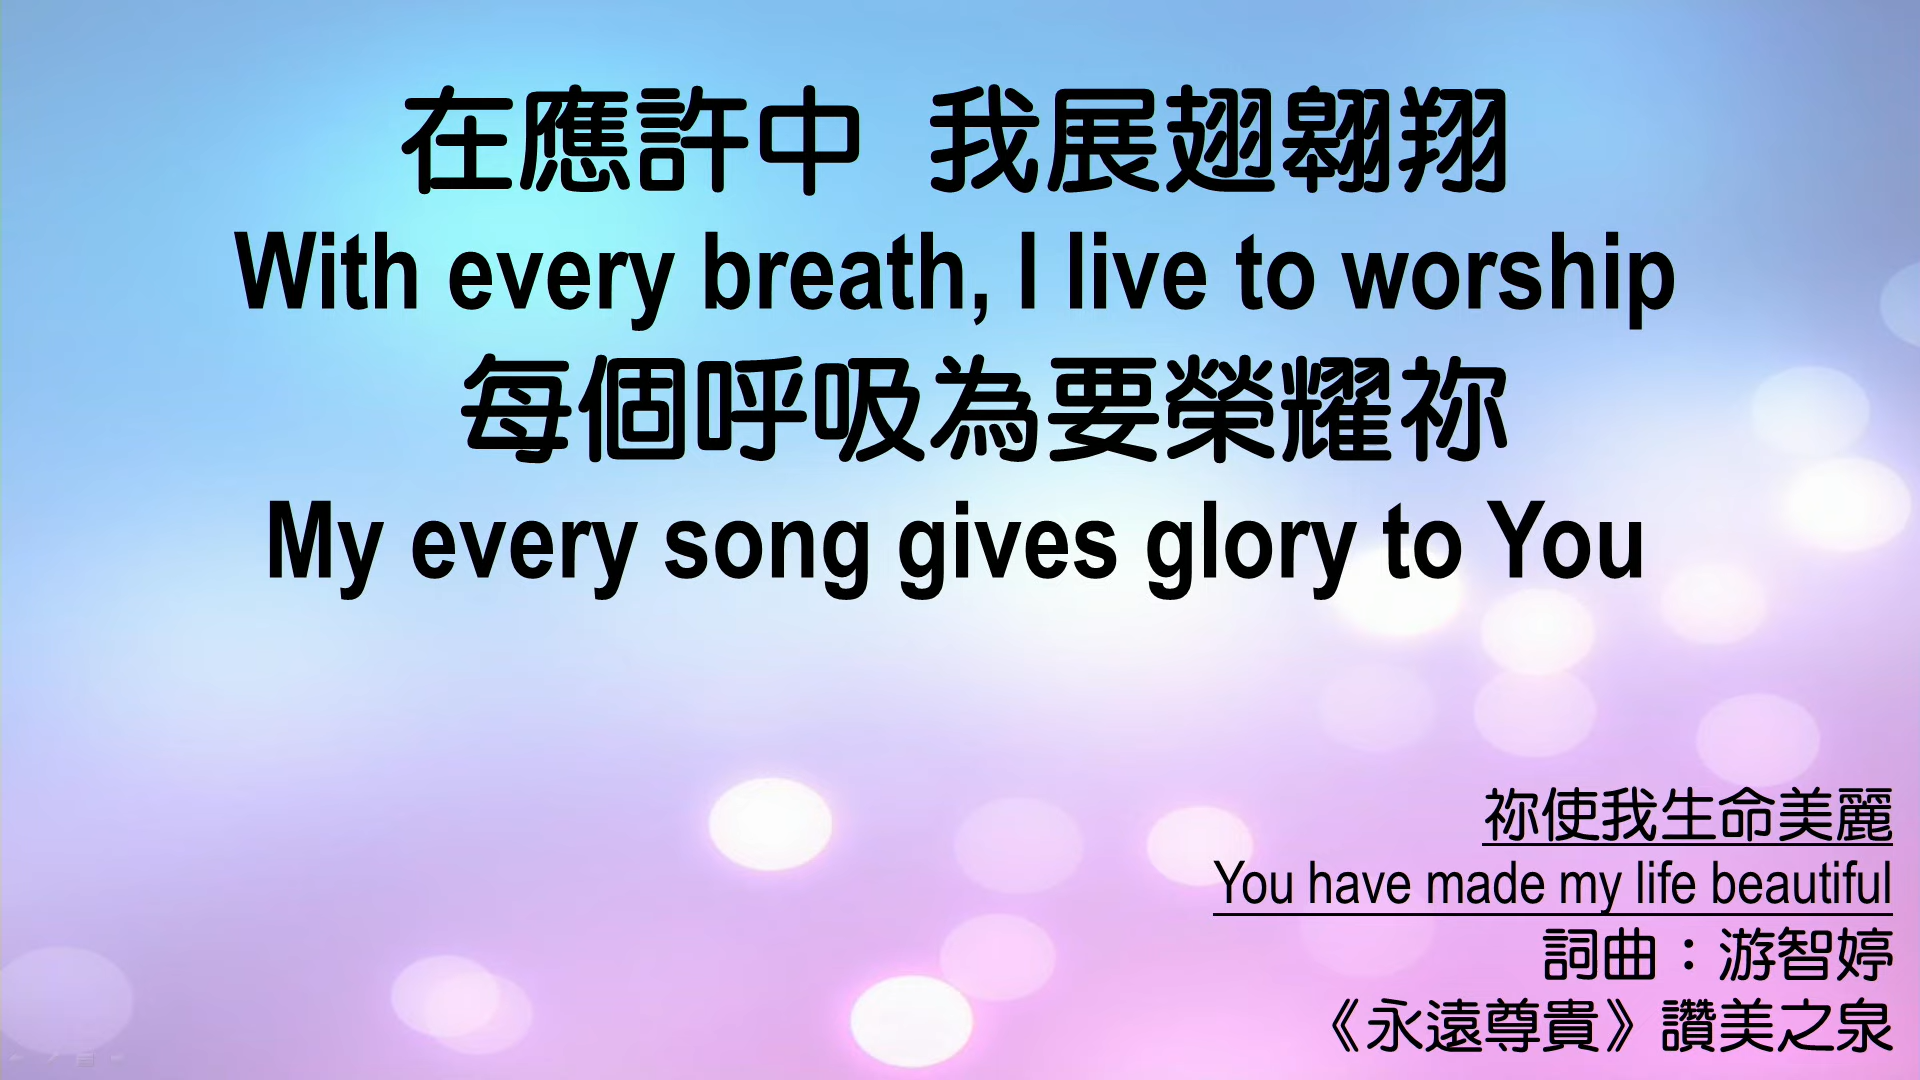 在應許中 我展翅翱翔
With every breath, I live to worship
每個呼吸為要榮耀祢
My every song gives glory to You
祢使我生命美麗
You have made my life beautiful
詞曲：游智婷
《永遠尊貴》讚美之泉